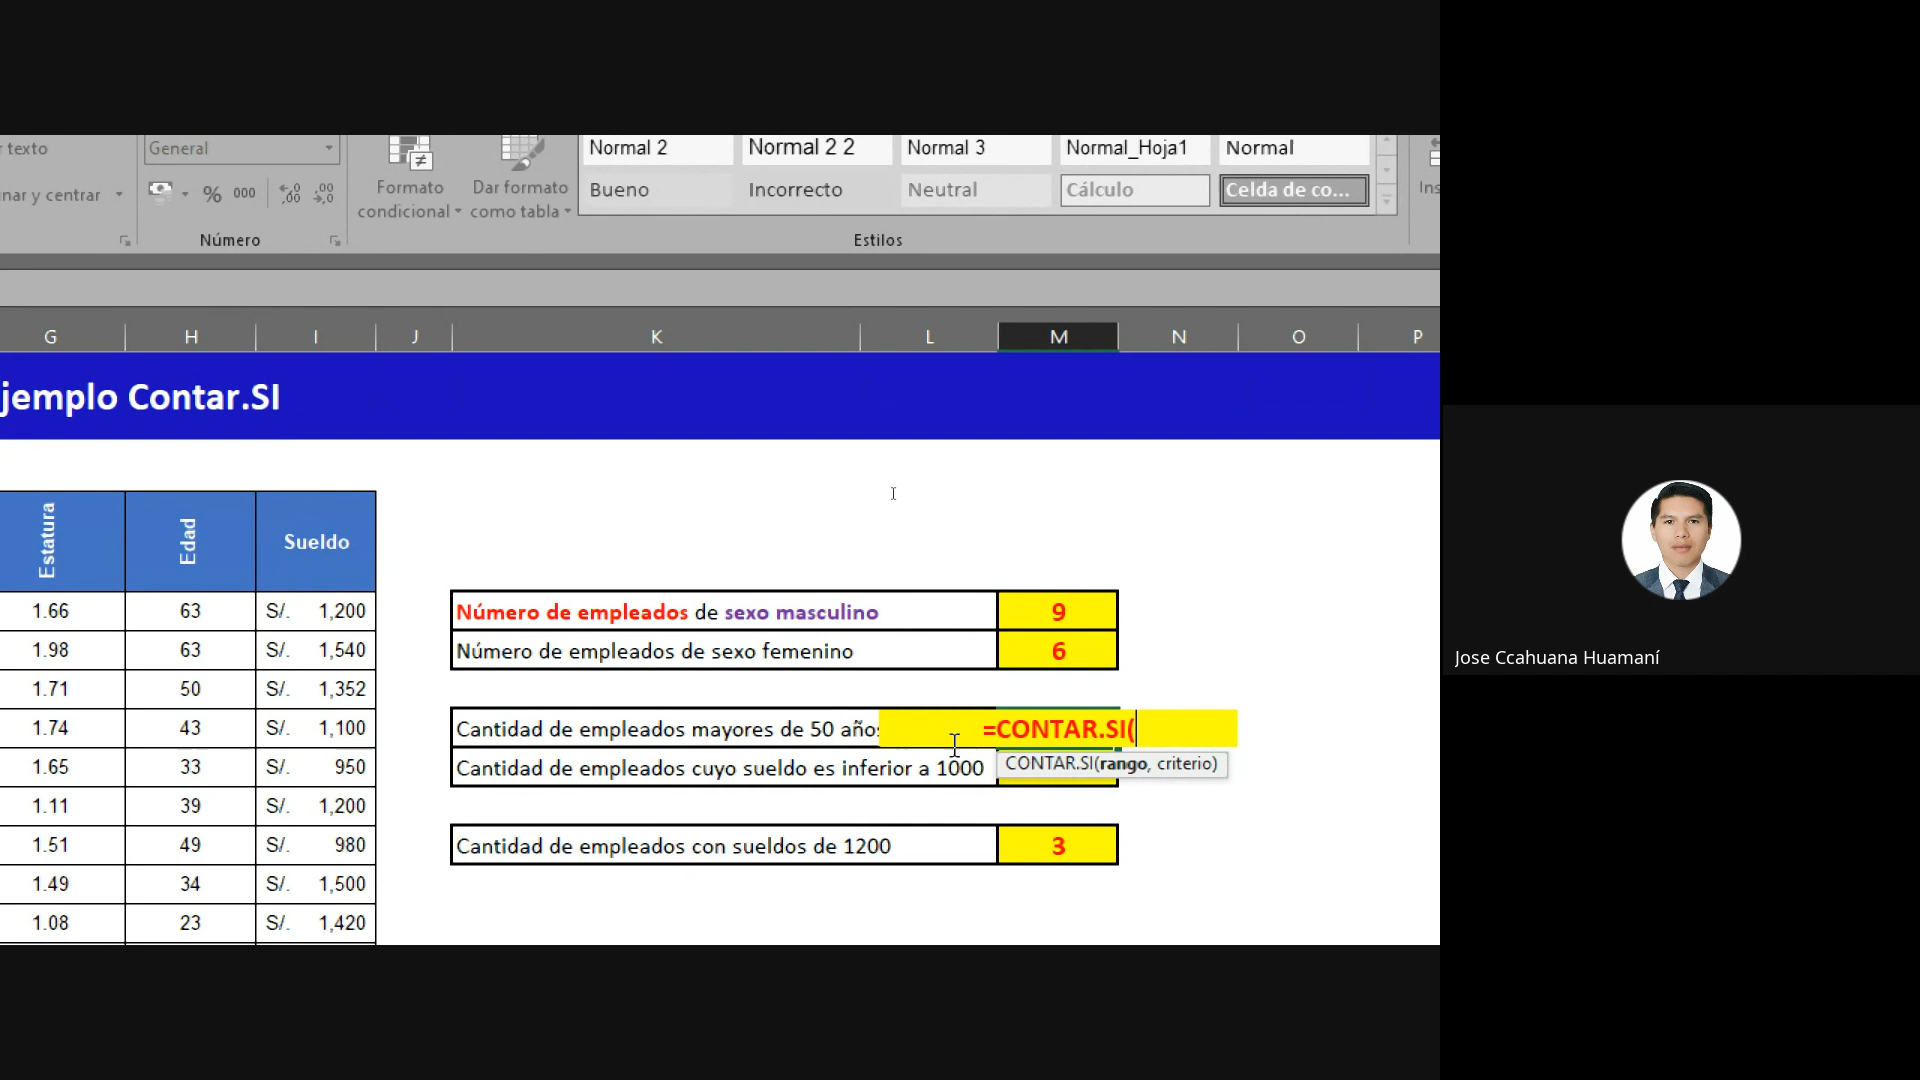 r texto
General
Normal 2
Normal 2 2
Normal 3
Normal_Hoja1
Normal
nar y centrar
%
000
Formato
condicional
Dar formato
como tabla
Bueno
Incorrecto
Neutral
Cálculo
Celda de co...
Ins
Número
Estilos
G H I J K L M N O P
jemplo Contar.SI
Estatura Edad Sueldo
1.66 63 S/. 1,200
1.98 63 S/. 1,540
1.71 50 S/. 1,352
1.74 43 S/. 1,100
1.65 33 S/. 950
1.11 39 S/. 1,200
1.51 49 S/. 980
1.49 34 S/. 1,500
1.08 23 S/. 1,420
Número de empleados de sexo masculino 9
Número de empleados de sexo femenino 6
Cantidad de empleados mayores de 50 años =CONTAR.SI(
CONTAR.SI(rango, criterio)
Cantidad de empleados cuyo sueldo es inferior a 1000
Cantidad de empleados con sueldos de 1200 3
Jose Ccahuana Huamaní